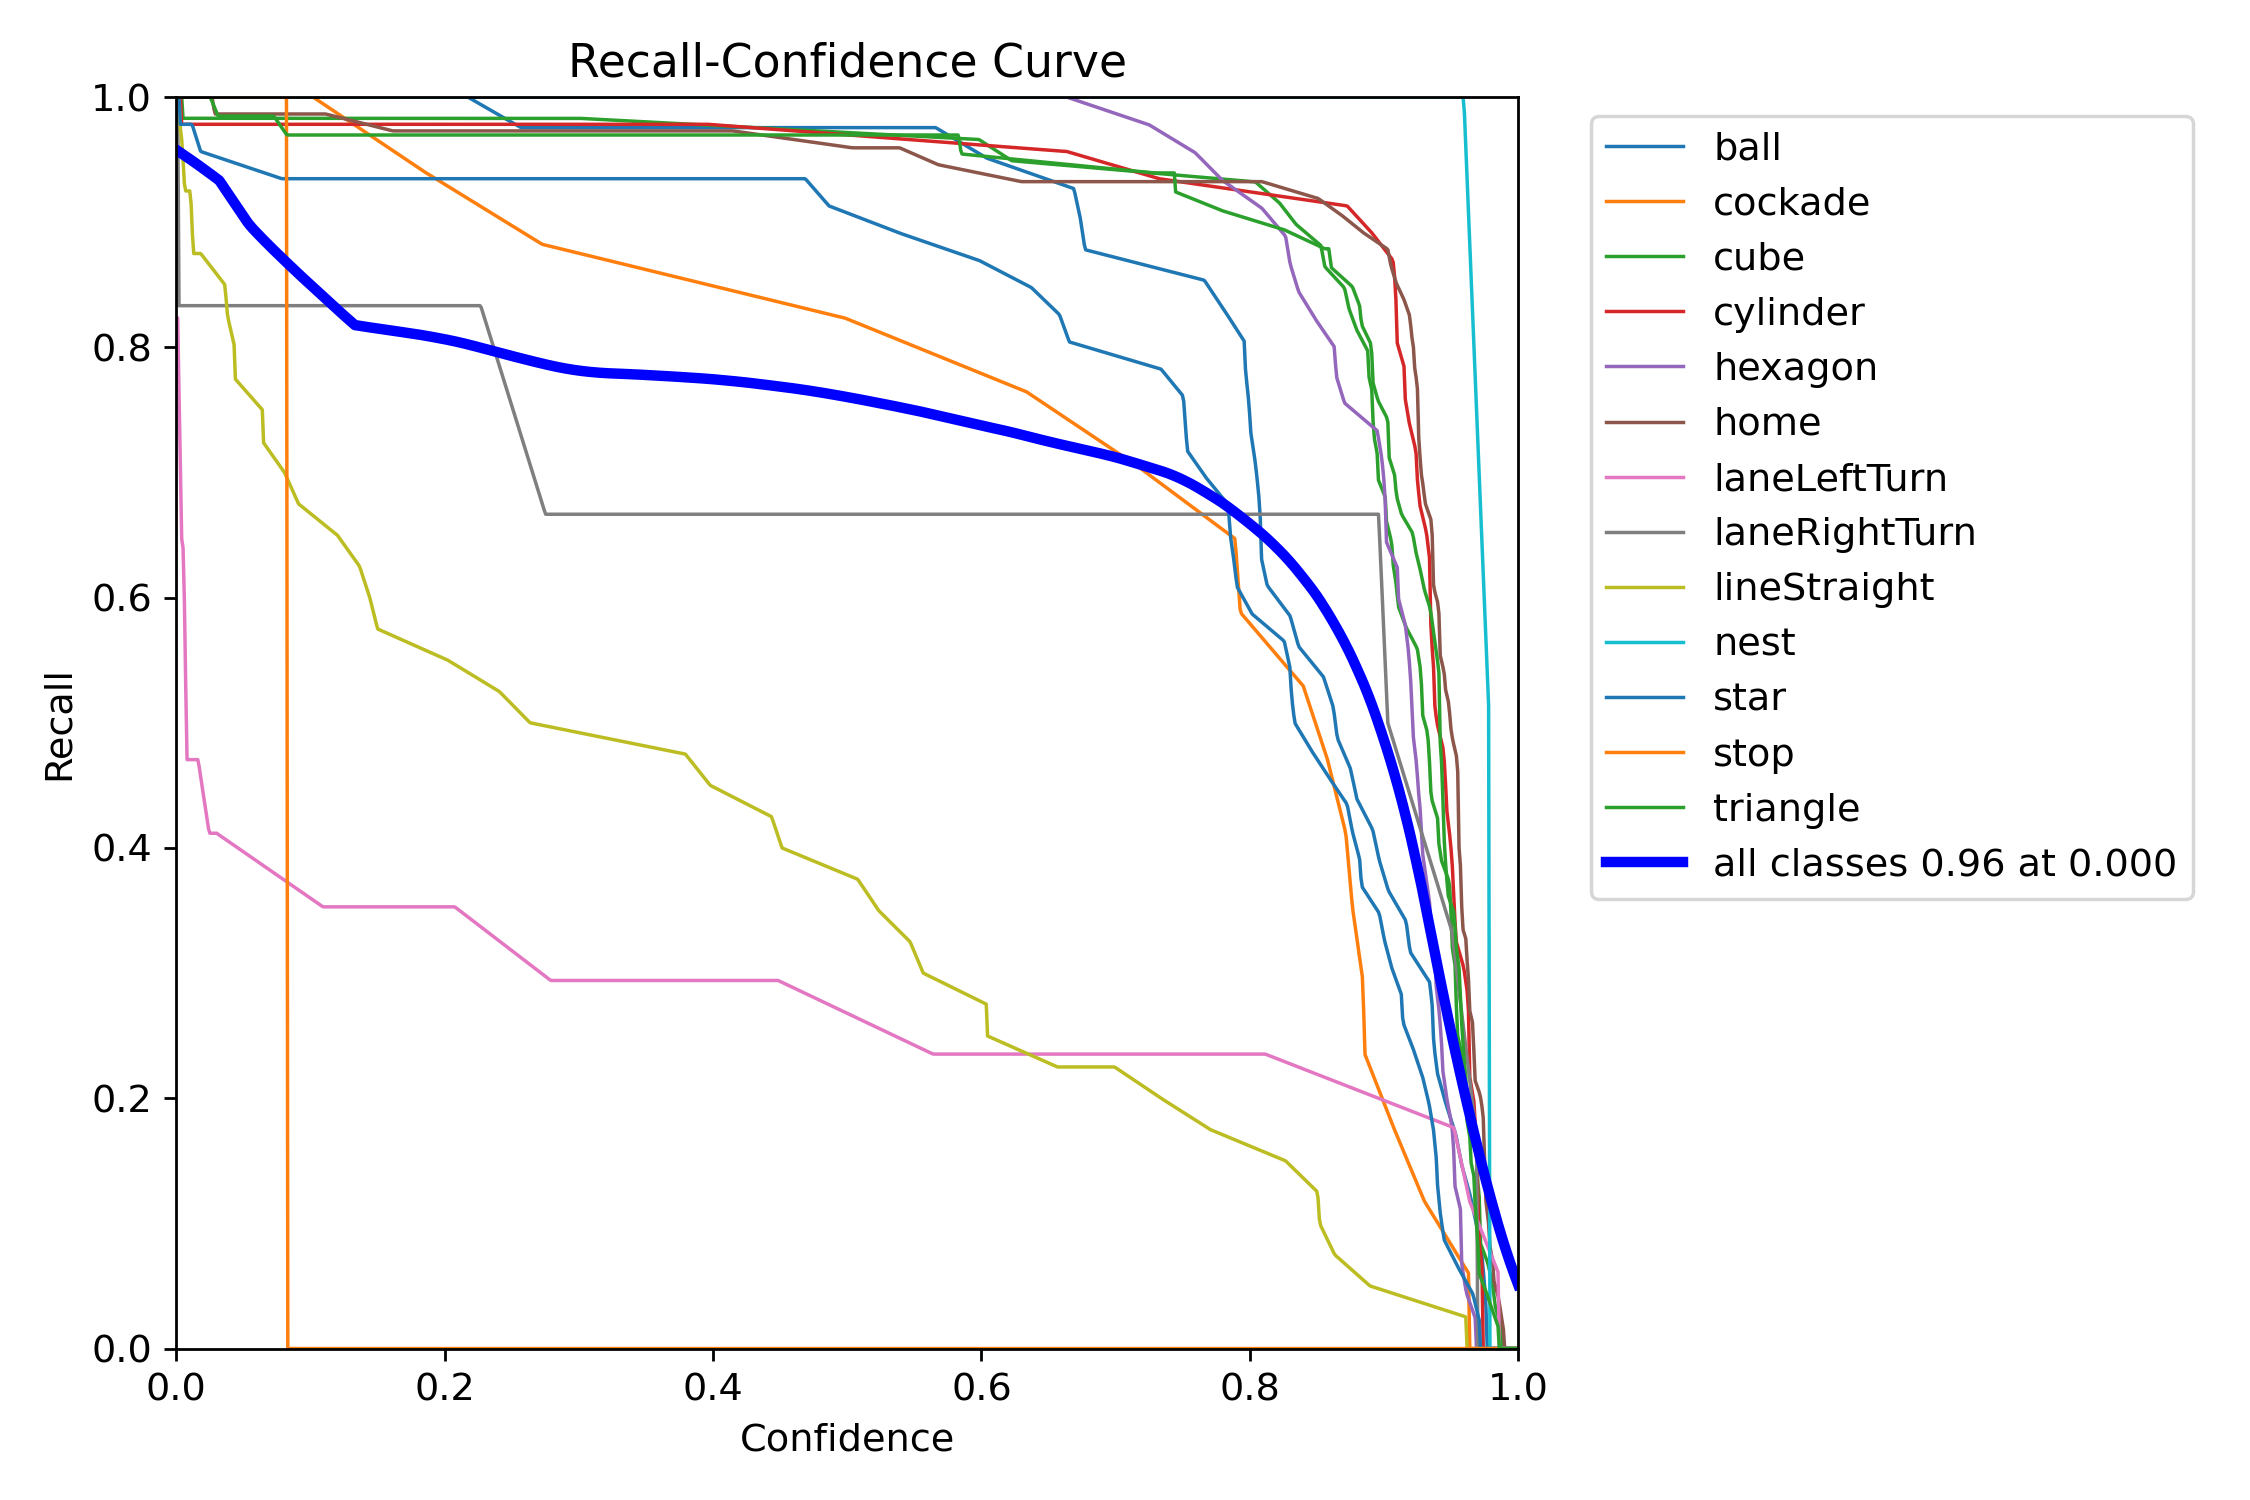 Recall-Confidence Curve
1.0
0.8
0.6
0.4
0.2
0.0
Recall
0.0 0.2 0.4 0.6 0.8 1.0
Confidence
ball
cockade
cube
cylinder
hexagon
home
laneLeftTurn
laneRightTurn
lineStraight
nest
star
stop
triangle
all classes 0.96 at 0.000